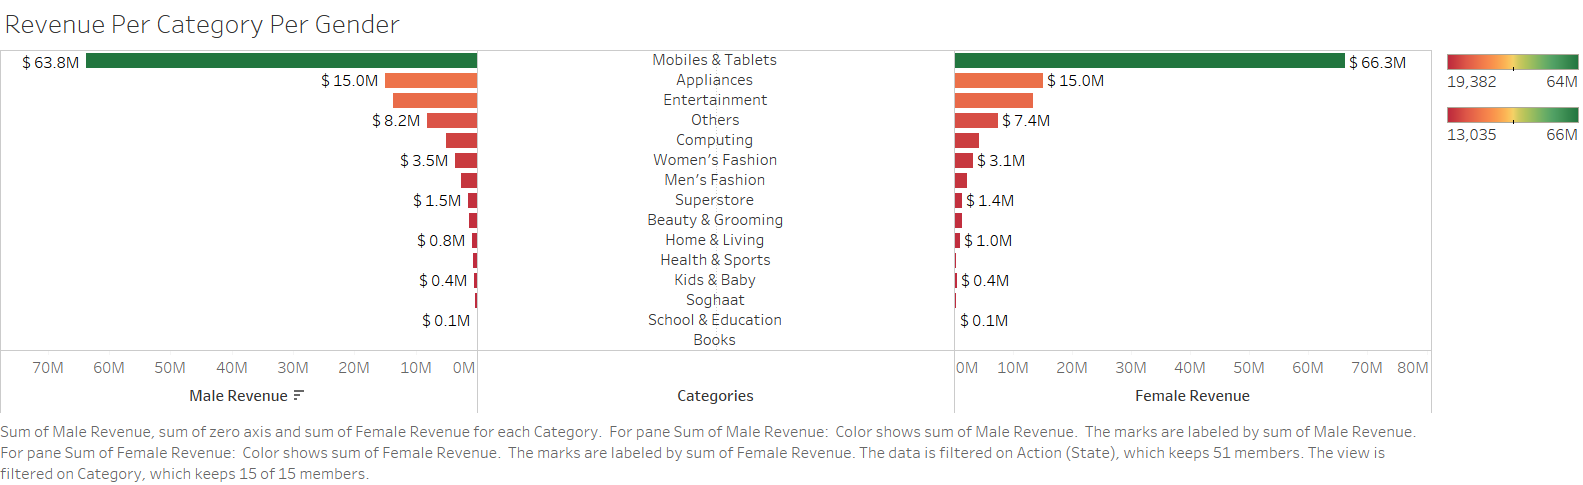 Revenue Per Category Per Gender
$ 63.8M Mobiles & Tablets $ 66.3M
$ 15.0M Appliances $ 15.0M
Entertainment
$ 8.2M Others $ 7.4M
Computing
$ 3.5M Women's Fashion $ 3.1M
Men's Fashion
$ 1.5M Superstore $ 1.4M
Beauty & Grooming
$ 0.8M Home & Living $ 1.0M
Health & Sports
$ 0.4M Kids & Baby $ 0.4M
Soghaat
$ 0.1M School & Education $ 0.1M
Books
70M 60M 50M 40M 30M 20M 10M 0M 0M 10M 20M 30M 40M 50M 60M 70M 80M
Male Revenue Categories Female Revenue
19,382 64M
13,035 66M
Sum of Male Revenue, sum of zero axis and sum of Female Revenue for each Category.  For pane Sum of Male Revenue:  Color shows sum of Male Revenue.  The marks are labeled by sum of Male Revenue.
For pane Sum of Female Revenue:  Color shows sum of Female Revenue.  The marks are labeled by sum of Female Revenue. The data is filtered on Action (State), which keeps 51 members. The view is
filtered on Category, which keeps 15 of 15 members.